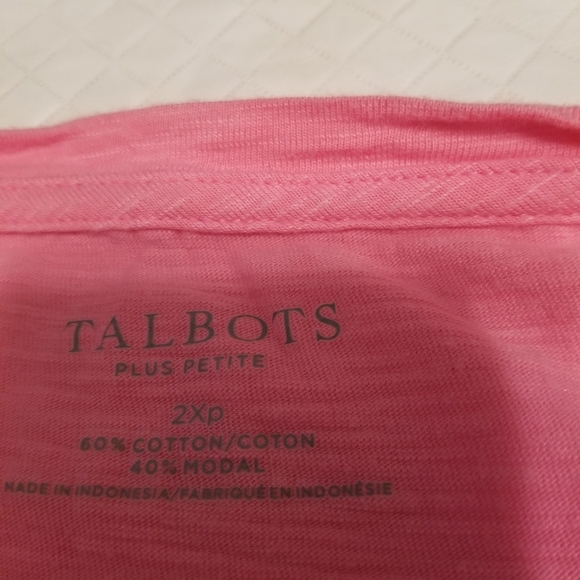 TALBOTS
PLUS PETITE
2Xp
60% COTTON/COTON
40% MODAL
MADE IN INDONESIA/FABRIQUÉ EN INDONÉSIE